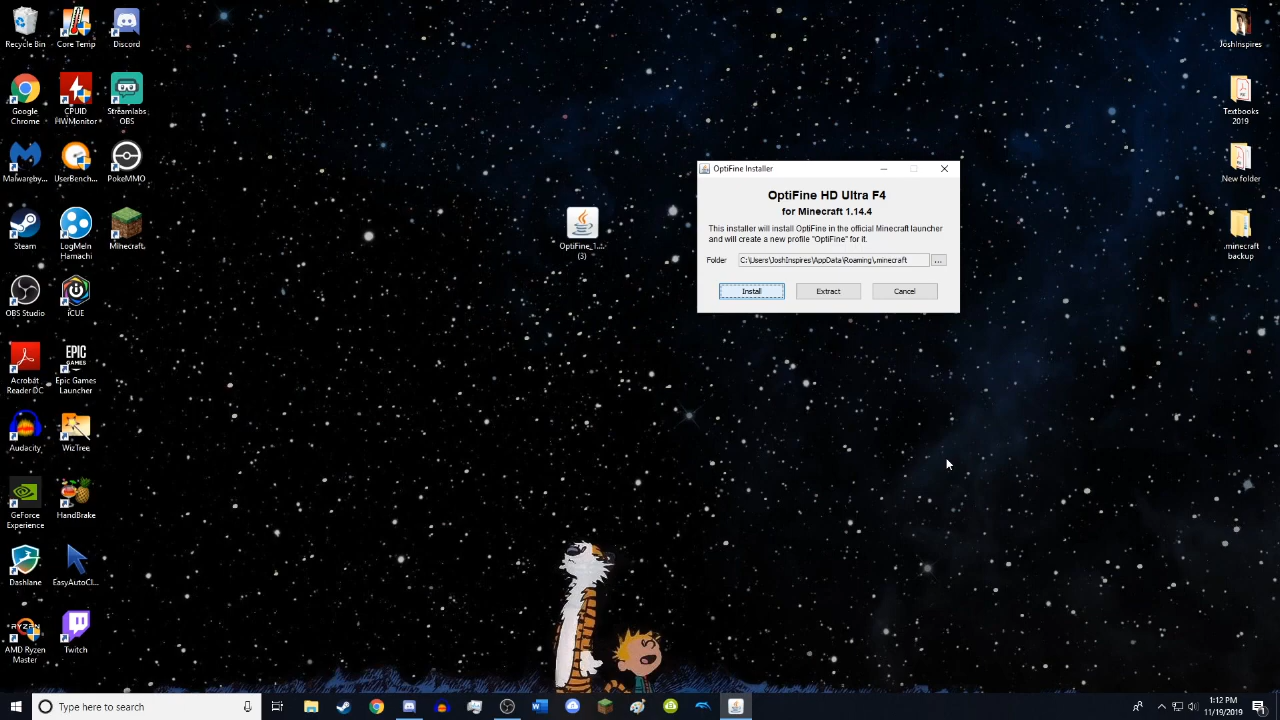 Recycle Bin
Core Temp
Discord
Google Chrome
CPUID HWMonitor
Streamlabs OBS
Malwareby...
UserBench...
PokeMMO
Steam
LogMeIn Hamachi
Minecraft
OBS Studio
iCUE
Acrobat Reader DC
EPIC GAMES
Epic Games Launcher
Audacity
WizTree
GeForce Experience
HandBrake
Dashlane
EasyAutoCl...
AMD Ryzen Master
Twitch
OptiFine_1....
(3)
OptiFine Installer
OptiFine HD Ultra F4
for Minecraft 1.14.4
This installer will install OptiFine in the official Minecraft launcher
and will create a new profile "OptiFine" for it.
Folder C:\Users\JoshInspires\AppData\Roaming\.minecraft ...
Install Extract Cancel
JoshInspires
Textbooks 2019
New folder
.minecraft backup
Type here to search
1:12 PM
11/19/2019